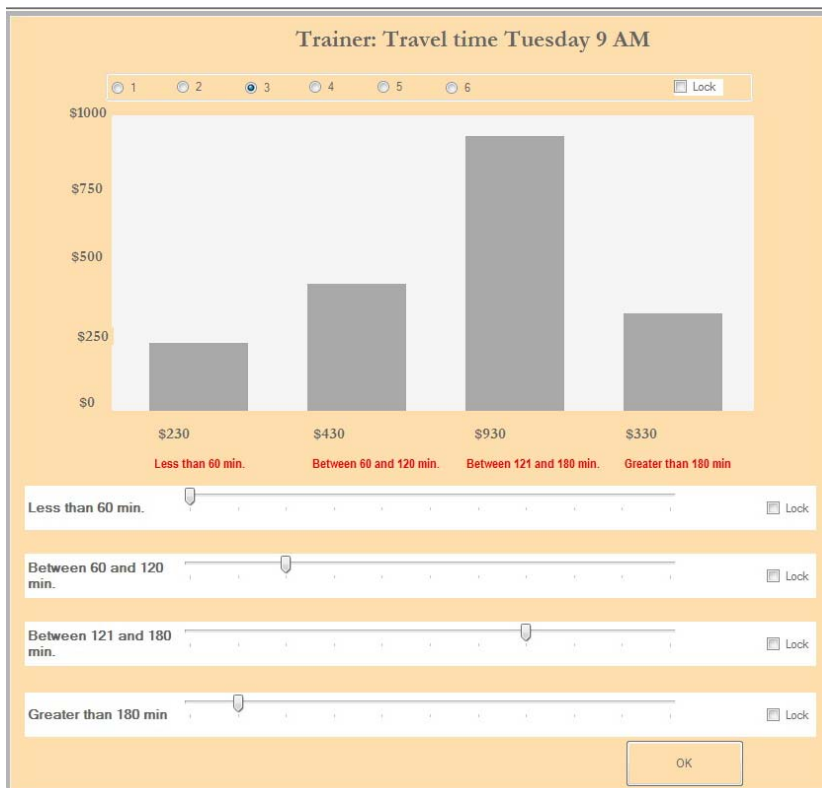 Trainer: Travel time Tuesday 9 AM
1 2 3 4 5 6 Lock
$1000
$750
$500
$250
$0
$230 $430 $930 $330
Less than 60 min. Between 60 and 120 min. Between 121 and 180 min. Greater than 180 min
Less than 60 min. Lock
Between 60 and 120
min.
Lock
Between 121 and 180
min.
Lock
Greater than 180 min Lock
OK